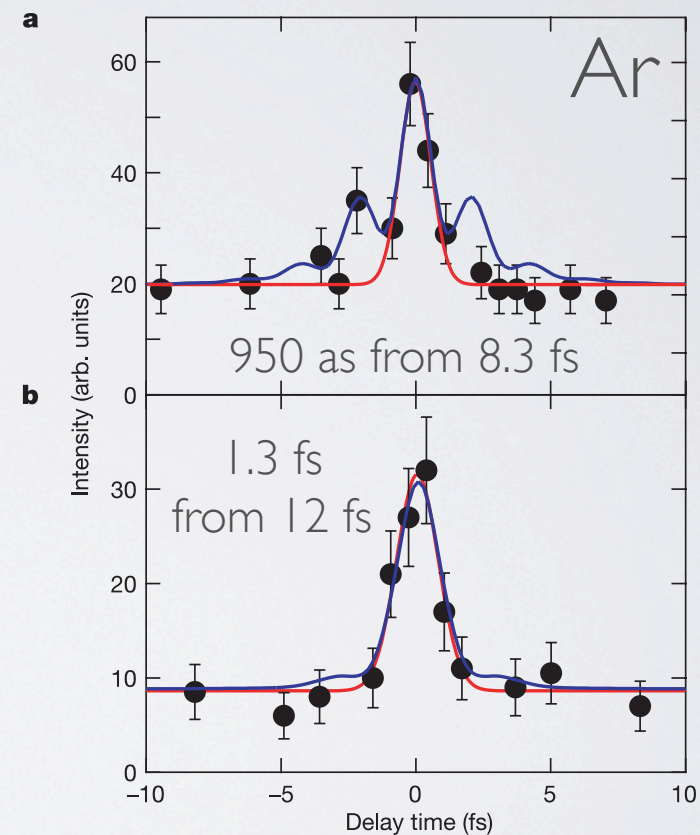 a
Ar
60
40
20
0
950 as from 8.3 fs
Intensity (arb. units)
b
1.3 fs
from 12 fs
30
20
10
0
−10
−5
0
5
10
Delay time (fs)